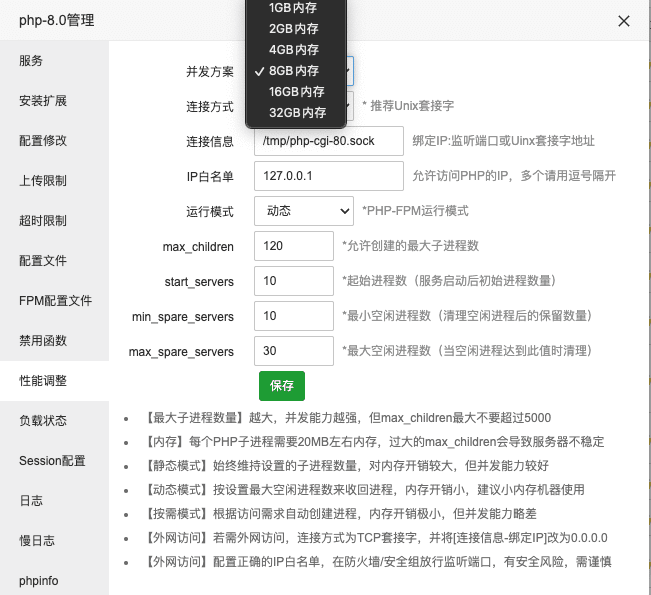 php-8.0管理
服务
安装扩展
配置修改
上传限制
超时限制
配置文件
FPM配置文件
禁用函数
性能调整
负载状态
Session配置
日志
慢日志
phpinfo
1GB内存
2GB内存
4GB内存
✓ 8GB内存
16GB内存
32GB内存
并发方案
连接方式 * 推荐Unix套接字
连接信息 /tmp/php-cgi-80.sock 绑定IP:监听端口或Uinx套接字地址
IP白名单 127.0.0.1 允许访问PHP的IP，多个请用逗号隔开
运行模式 动态 *PHP-FPM运行模式
max_children 120 *允许创建的最大子进程数
start_servers 10 *起始进程数（服务启动后初始进程数量）
min_spare_servers 10 *最小空闲进程数（清理空闲进程后的保留数量）
max_spare_servers 30 *最大空闲进程数（当空闲进程达到此值时清理）
保存
• 【最大子进程数量】越大，并发能力越强，但max_children最大不要超过5000
• 【内存】每个PHP子进程需要20MB左右内存，过大的max_children会导致服务器不稳定
• 【静态模式】始终维持设置的子进程数量，对内存开销较大，但并发能力较好
• 【动态模式】按设置最大空闲进程数来收回进程，内存开销小，建议小内存机器使用
• 【按需模式】根据访问需求自动创建进程，内存开销极小，但并发能力略差
• 【外网访问】若需外网访问，连接方式为TCP套接字，并将[连接信息-绑定IP]改为0.0.0.0
• 【外网访问】配置正确的IP白名单，在防火墙/安全组放行监听端口，有安全风险，需谨慎